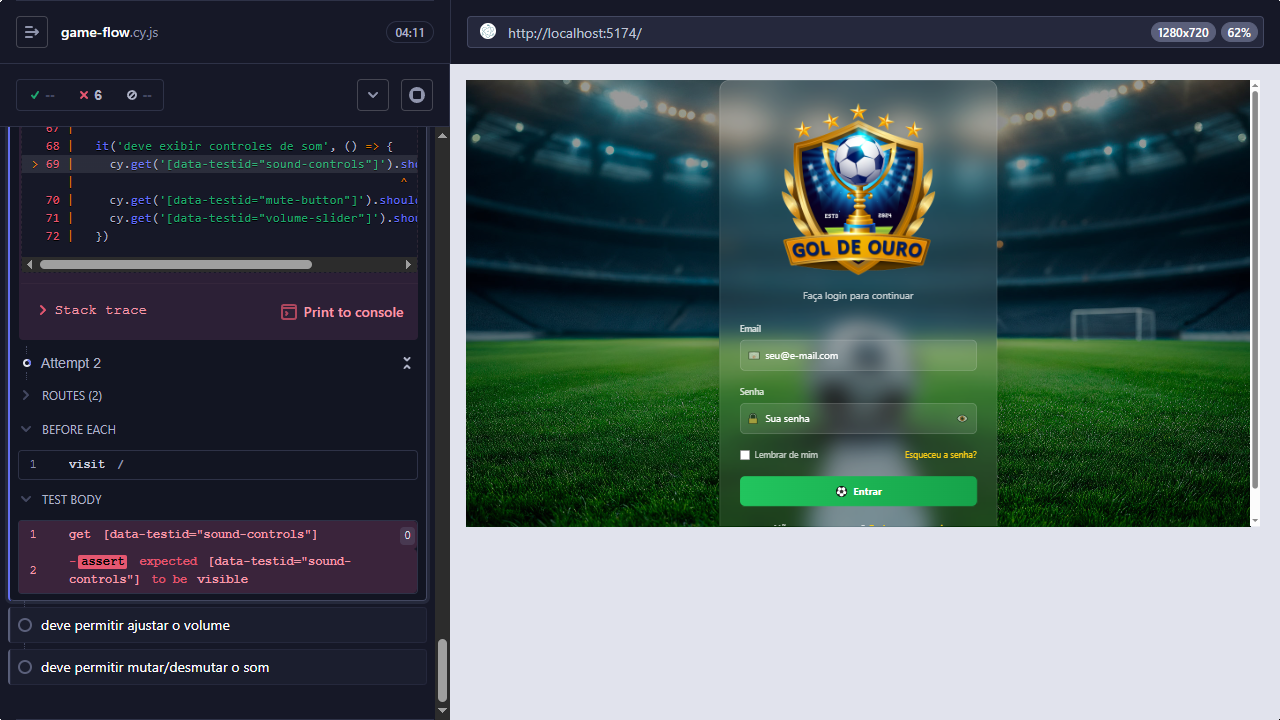 game-flow.cy.js
04:11
--
6
--
67 |
68 | it('deve exibir controles de som', () => {
> 69 | cy.get('[data-testid="sound-controls"]').shou
| ^
70 | cy.get('[data-testid="mute-button"]').should
71 | cy.get('[data-testid="volume-slider"]').shou
72 | })
Stack trace
Print to console
Attempt 2
ROUTES (2)
BEFORE EACH
1 visit /
TEST BODY
1 get [data-testid="sound-controls"] 0
2 -assert expected [data-testid="sound-
controls"] to be visible
deve permitir ajustar o volume
deve permitir mutar/desmutar o som
http://localhost:5174/
1280x720
62%
GOL DE OURO
Faça login para continuar
Email
seu@e-mail.com
Senha
Sua senha
Lembrar de mim
Esqueceu a senha?
Entrar